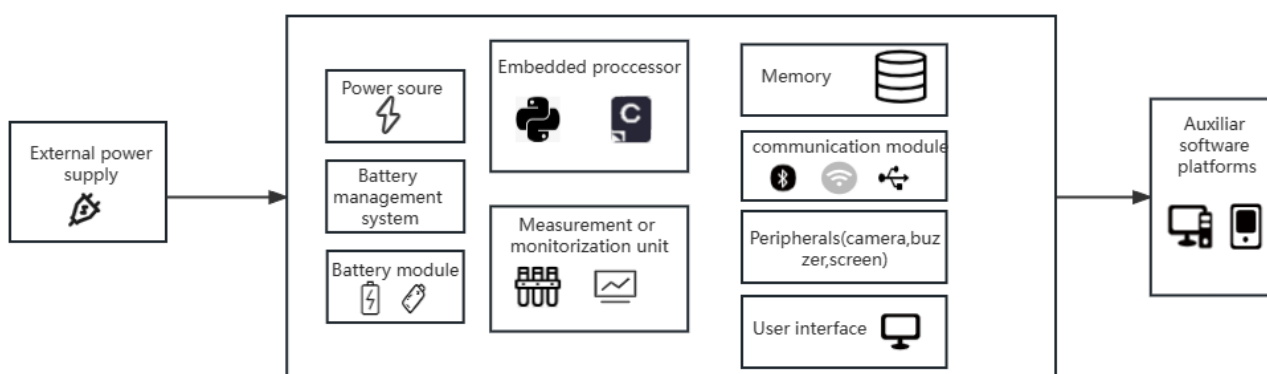 External power
supply
Power soure
Battery
management
system
Battery module
Embedded proccessor
C
Measurement or
monitorization unit
Memory
communication module
Peripherals(camera,buz
zer,screen)
User interface
Auxiliar
software
platforms